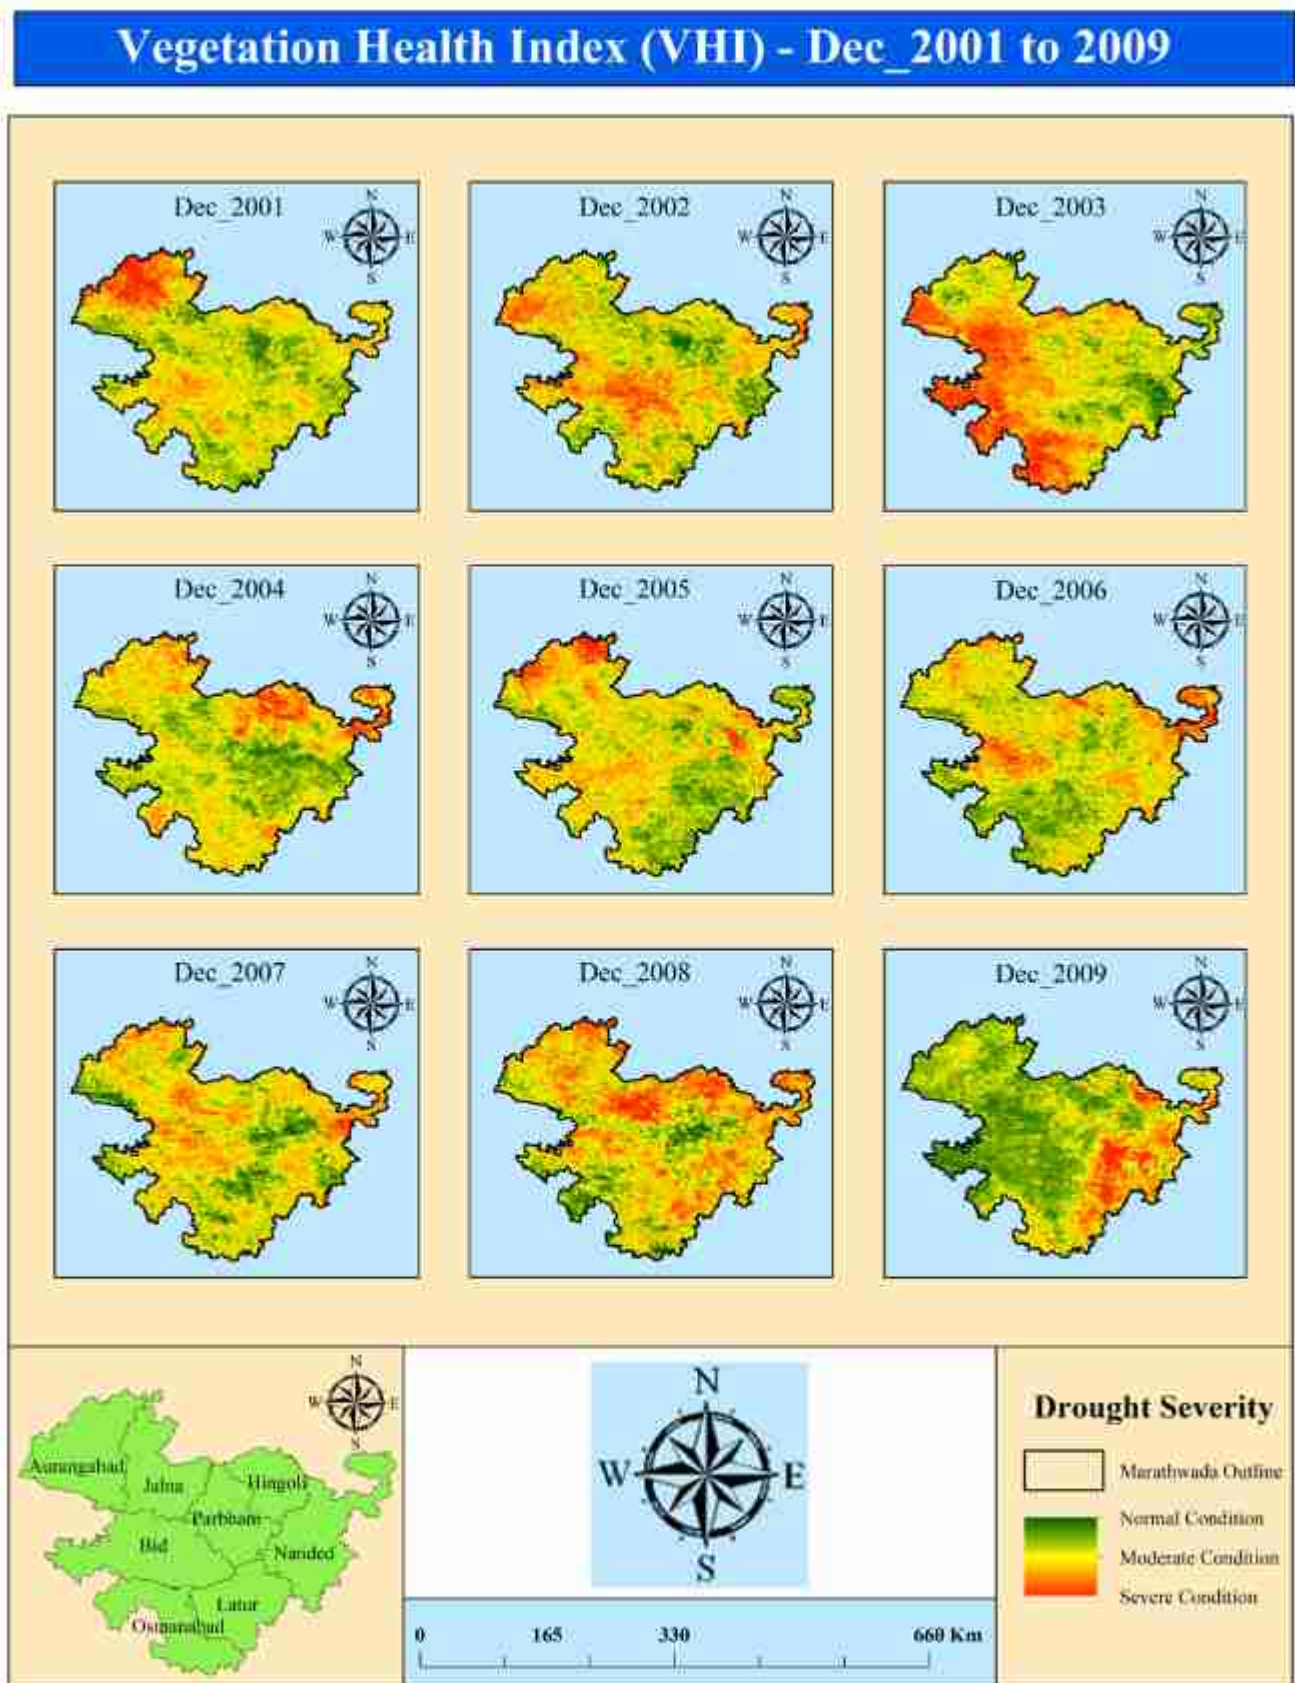 Vegetation Health Index (VHI) - Dec_2001 to 2009
Dec_2001
N
W E
S
Dec_2002
N
W E
S
Dec_2003
N
W E
S
Dec_2004
N
W E
S
Dec_2005
N
W E
S
Dec_2006
N
W E
S
Dec_2007
N
W E
S
Dec_2008
N
W E
S
Dec_2009
N
W E
S
N
W E
S
Aurangabad
Jalna
Hingoli
Parbhani
Bid
Nanded
Latur
Osmanabad
N
W E
S
0 165 330 660 Km
Drought Severity
Marathwada Outline
Normal Condition
Moderate Condition
Severe Condition